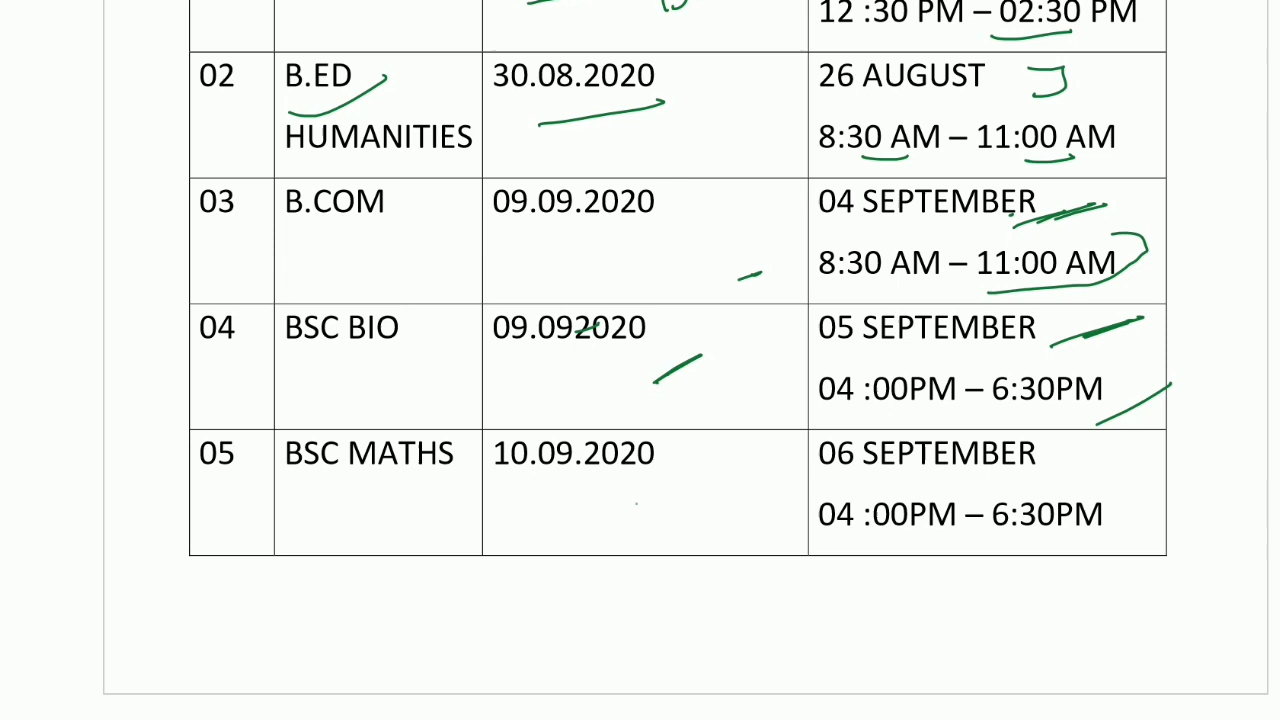 12 :30 PM – 02:30 PM
02 B.ED 30.08.2020 26 AUGUST
HUMANITIES 8:30 AM – 11:00 AM
03 B.COM 09.09.2020 04 SEPTEMBER
8:30 AM – 11:00 AM
04 BSC BIO 09.092020 05 SEPTEMBER
04 :00PM – 6:30PM
05 BSC MATHS 10.09.2020 06 SEPTEMBER
04 :00PM – 6:30PM